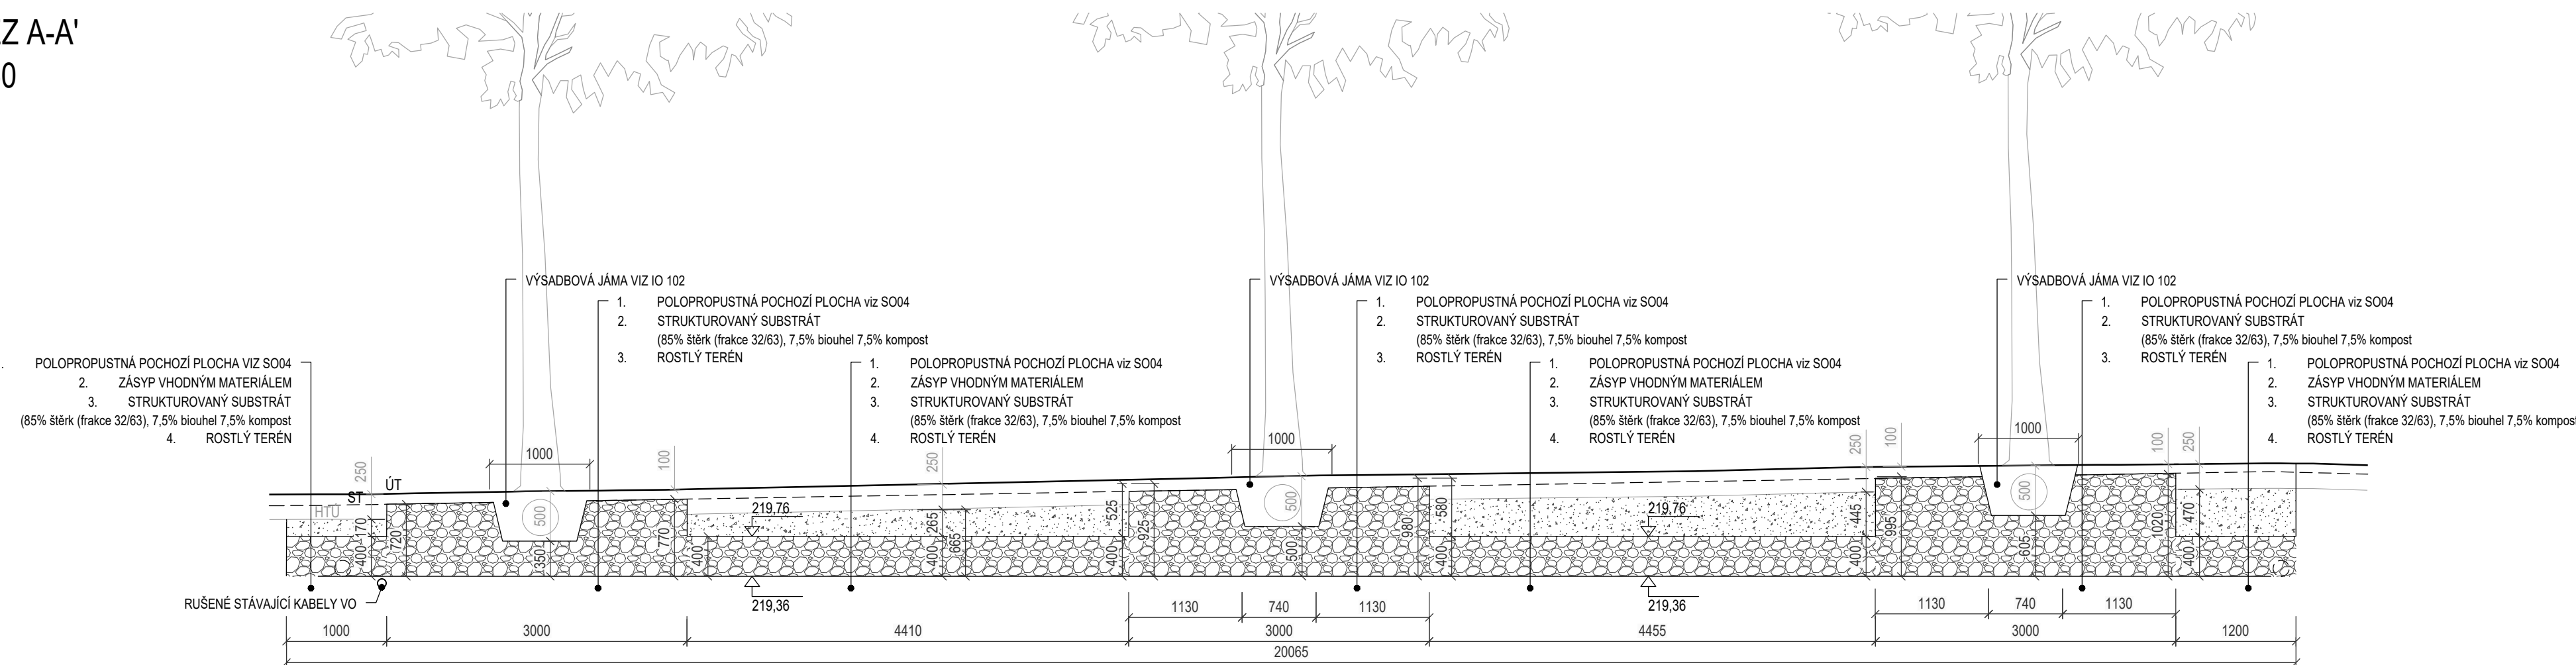 Z A-A'
0
VÝSADBOVÁ JÁMA VIZ IO 102
1. POLOPROPUSTNÁ POCHOZÍ PLOCHA viz SO04
2. STRUKTUROVANÝ SUBSTRÁT
(85% štěrk (frakce 32/63), 7,5% biouhel 7,5% kompost
3. ROSTLÝ TERÉN
VÝSADBOVÁ JÁMA VIZ IO 102
1. POLOPROPUSTNÁ POCHOZÍ PLOCHA viz SO04
2. STRUKTUROVANÝ SUBSTRÁT
(85% štěrk (frakce 32/63), 7,5% biouhel 7,5% kompost
3. ROSTLÝ TERÉN
VÝSADBOVÁ JÁMA VIZ IO 102
1. POLOPROPUSTNÁ POCHOZÍ PLOCHA viz SO04
2. STRUKTUROVANÝ SUBSTRÁT
(85% štěrk (frakce 32/63), 7,5% biouhel 7,5% kompost
3. ROSTLÝ TERÉN
. POLOPROPUSTNÁ POCHOZÍ PLOCHA VIZ SO04
2. ZÁSYP VHODNÝM MATERIÁLEM
3. STRUKTUROVANÝ SUBSTRÁT
(85% štěrk (frakce 32/63), 7,5% biouhel 7,5% kompost
4. ROSTLÝ TERÉN
1. POLOPROPUSTNÁ POCHOZÍ PLOCHA viz SO04
2. ZÁSYP VHODNÝM MATERIÁLEM
3. STRUKTUROVANÝ SUBSTRÁT
(85% štěrk (frakce 32/63), 7,5% biouhel 7,5% kompost
4. ROSTLÝ TERÉN
1. POLOPROPUSTNÁ POCHOZÍ PLOCHA viz SO04
2. ZÁSYP VHODNÝM MATERIÁLEM
3. STRUKTUROVANÝ SUBSTRÁT
(85% štěrk (frakce 32/63), 7,5% biouhel 7,5% kompost
4. ROSTLÝ TERÉN
1. POLOPROPUSTNÁ POCHOZÍ PLOCHA viz SO04
2. ZÁSYP VHODNÝM MATERIÁLEM
3. STRUKTUROVANÝ SUBSTRÁT
(85% štěrk (frakce 32/63), 7,5% biouhel 7,5% kompost
4. ROSTLÝ TERÉN
1000
1000
1000
250
100
250
250
100
100
250
ÚT
ST
HTÚ
170
400
720
500
350
770
400
219,76
265
400
665
525
925
400
500
500
980
580
400
219,76
445
995
400
500
605
1020
470
400
RUŠENÉ STÁVAJÍCÍ KABELY VO
219,36
219,36
1130 740 1130
1130 740 1130
1000 3000 4410 3000 4455 3000 1200
20065